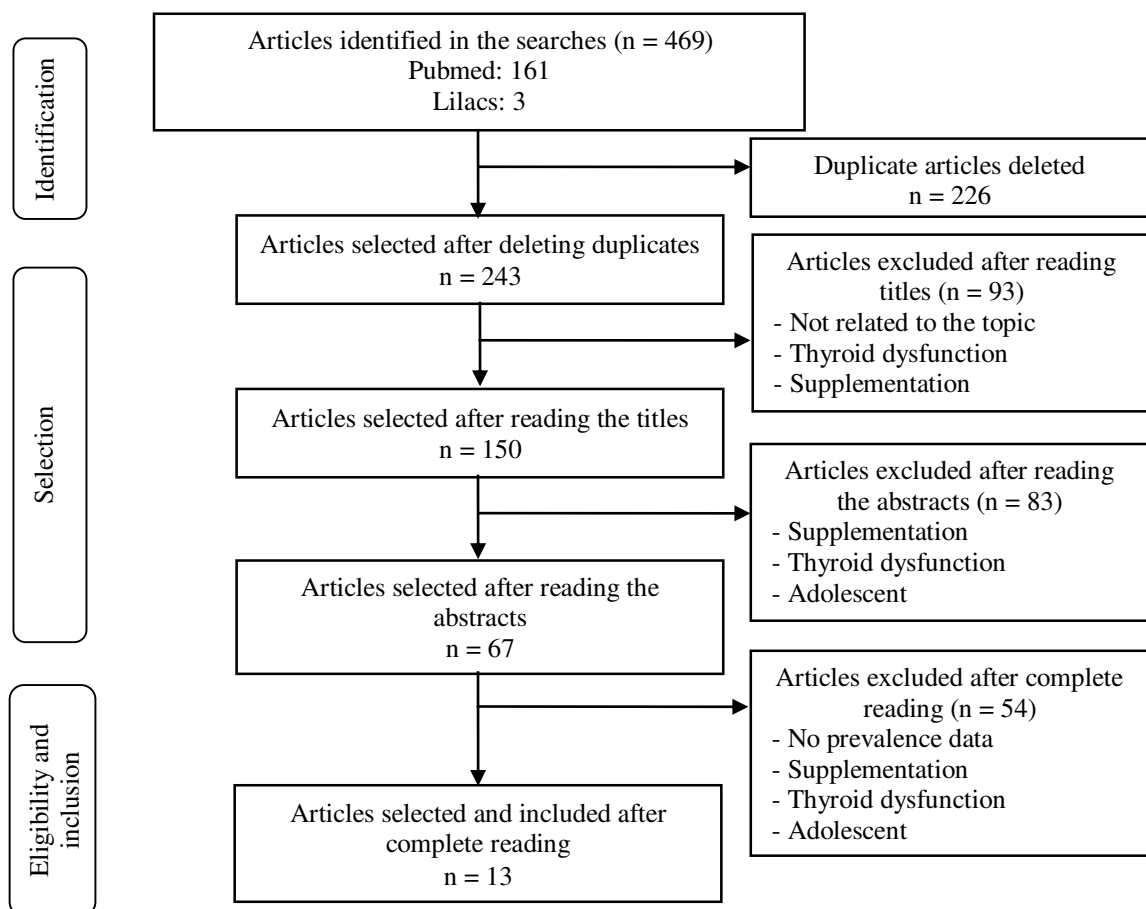 Identification
Articles identified in the searches (n = 469)
Pubmed: 161
Lilacs: 3
Duplicate articles deleted
n = 226
Articles selected after deleting duplicates
n = 243
Selection
Articles excluded after reading
titles (n = 93)
- Not related to the topic
- Thyroid dysfunction
- Supplementation
Articles selected after reading the titles
n = 150
Articles excluded after reading
the abstracts (n = 83)
- Supplementation
- Thyroid dysfunction
- Adolescent
Articles selected after reading the
abstracts
n = 67
Eligibility and
inclusion
Articles excluded after complete
reading (n = 54)
- No prevalence data
- Supplementation
- Thyroid dysfunction
- Adolescent
Articles selected and included after
complete reading
n = 13